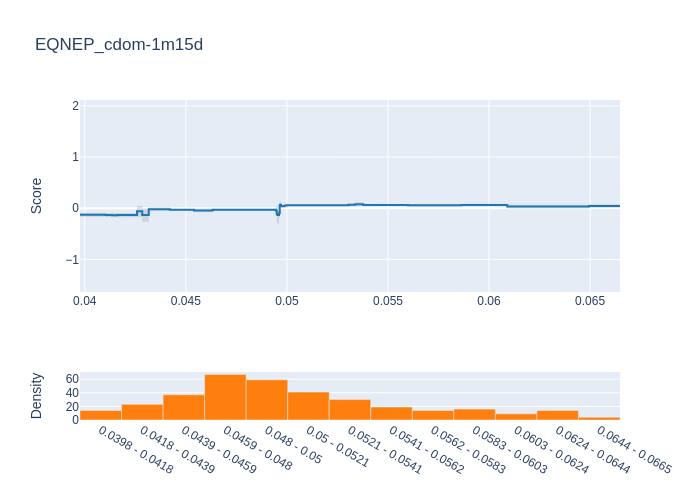 EQNEP_cdom-1m15d
Score
2
1
0
−1
0.04 0.045 0.05 0.055 0.06 0.065
Density
60
40
20
0
0.0398 - 0.0418
0.0418 - 0.0439
0.0439 - 0.0459
0.0459 - 0.048
0.048 - 0.05
0.05 - 0.0521
0.0521 - 0.0541
0.0541 - 0.0562
0.0562 - 0.0583
0.0583 - 0.0603
0.0603 - 0.0624
0.0624 - 0.0644
0.0644 - 0.0665